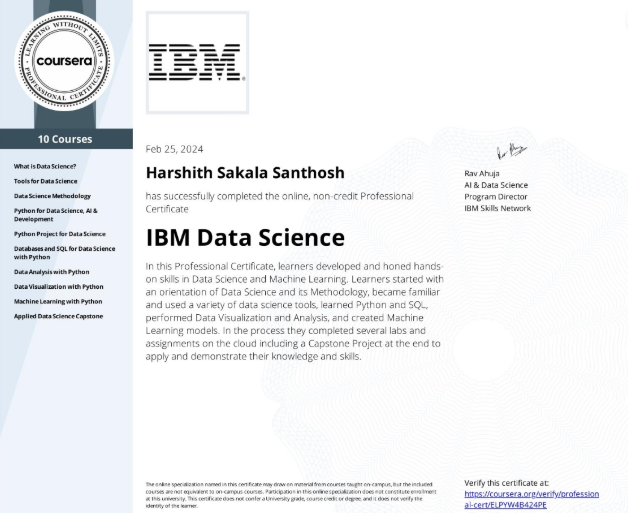 LEARNING WITHOUT LIMITS
coursera
PROFESSIONAL CERTIFICATE
10 Courses
What is Data Science?
Tools for Data Science
Data Science Methodology
Python for Data Science, AI &
Development
Python Project for Data Science
Databases and SQL for Data Science
with Python
Data Analysis with Python
Data Visualization with Python
Machine Learning with Python
Applied Data Science Capstone
IBM®
Feb 25, 2024
Harshith Sakala Santhosh
has successfully completed the online, non-credit Professional
Certificate
IBM Data Science
In this Professional Certificate, learners developed and honed hands-
on skills in Data Science and Machine Learning. Learners started with
an orientation of Data Science and its Methodology, became familiar
and used a variety of data science tools, learned Python and SQL,
performed Data Visualization and Analysis, and created Machine
Learning models. In the process they completed several labs and
assignments on the cloud including a Capstone Project at the end to
apply and demonstrate their knowledge and skills.
Rav Ahuja
AI & Data Science
Program Director
IBM Skills Network
The online specialization named in this certificate may draw on material from courses taught on-campus, but the included
courses are not equivalent to on-campus courses. Participation in this online specialization does not constitute enrollment
at this university. This certificate does not confer a University grade, course credit or degree, and it does not verify the
identity of the learner.
Verify this certificate at:
https://coursera.org/verify/profession
al-cert/ELPYW4B424PE